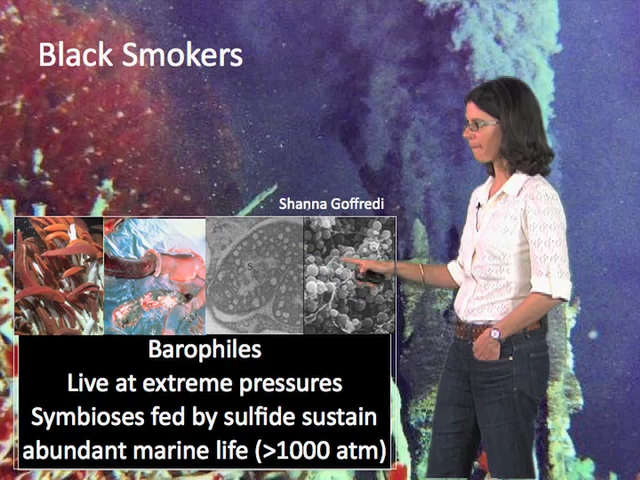 Black Smokers
Shanna Goffredi
S
Barophiles
Live at extreme pressures
Symbioses fed by sulfide sustain
abundant marine life (>1000 atm)